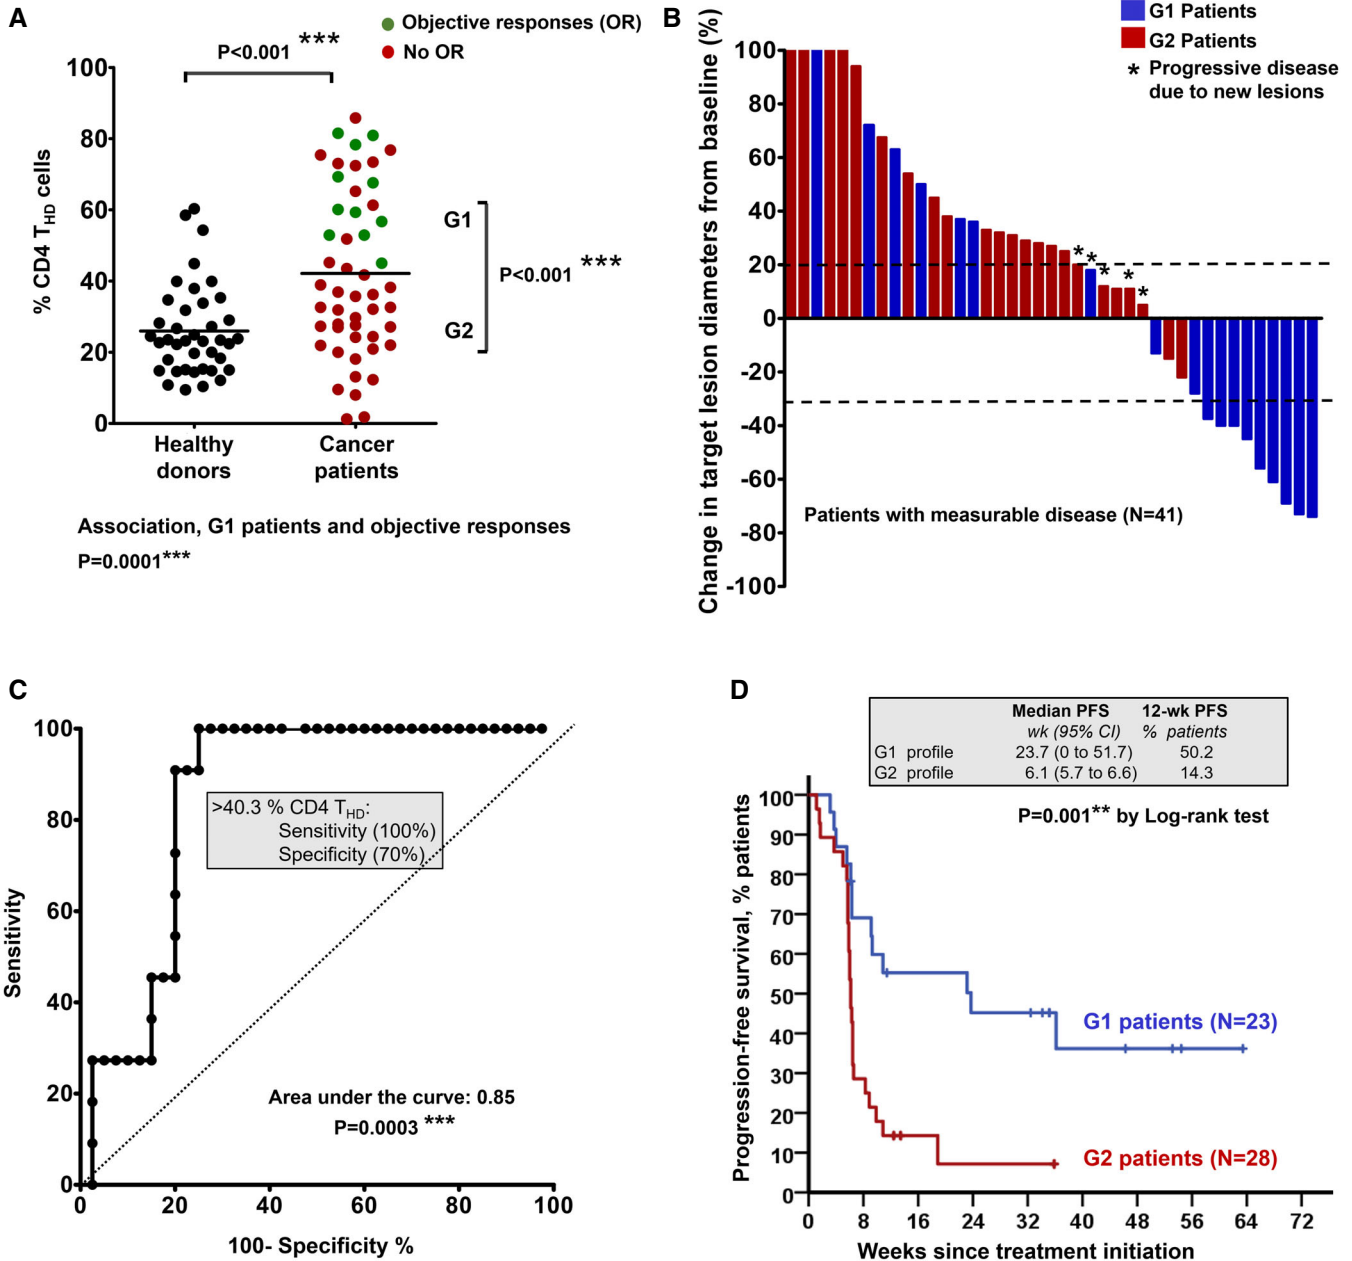 A
Objective responses (OR)
No OR
P<0.001 ***
% CD4 THD cells
100
80
60
40
20
0
G1
P<0.001 ***
G2
Healthy donors
Cancer patients
Association, G1 patients and objective responses
P=0.0001***
B
G1 Patients
G2 Patients
* Progressive disease
due to new lesions
Change in target lesion diameters from baseline (%)
100
80
60
40
20
0
-20
-40
-60
-80
-100
* * * * *
Patients with measurable disease (N=41)
C
Sensitivity
100
80
60
40
20
0
>40.3 % CD4 THD:
Sensitivity (100%)
Specificity (70%)
Area under the curve: 0.85
P=0.0003 ***
0 20 40 60 80 100
100- Specificity %
D
Median PFS 12-wk PFS
wk (95% CI) % patients
G1 profile 23.7 (0 to 51.7) 50.2
G2 profile 6.1 (5.7 to 6.6) 14.3
P=0.001** by Log-rank test
Progression-free survival, % patients
100
90
80
70
60
50
40
30
20
10
0
G1 patients (N=23)
G2 patients (N=28)
0 8 16 24 32 40 48 56 64 72
Weeks since treatment initiation